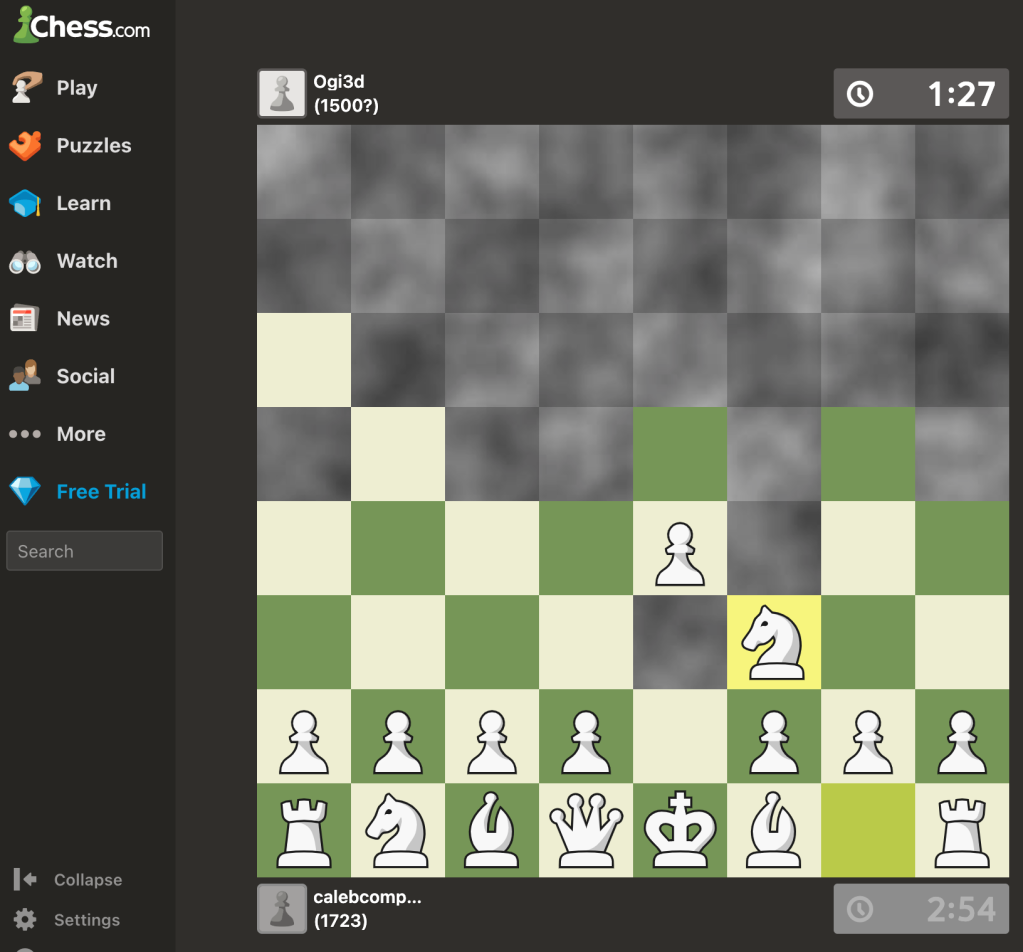 Chess.com
Play
Puzzles
Learn
Watch
News
Social
More
Free Trial
Search
Collapse
Settings
Ogi3d
(1500?)
1:27
calebcomp...
(1723)
2:54